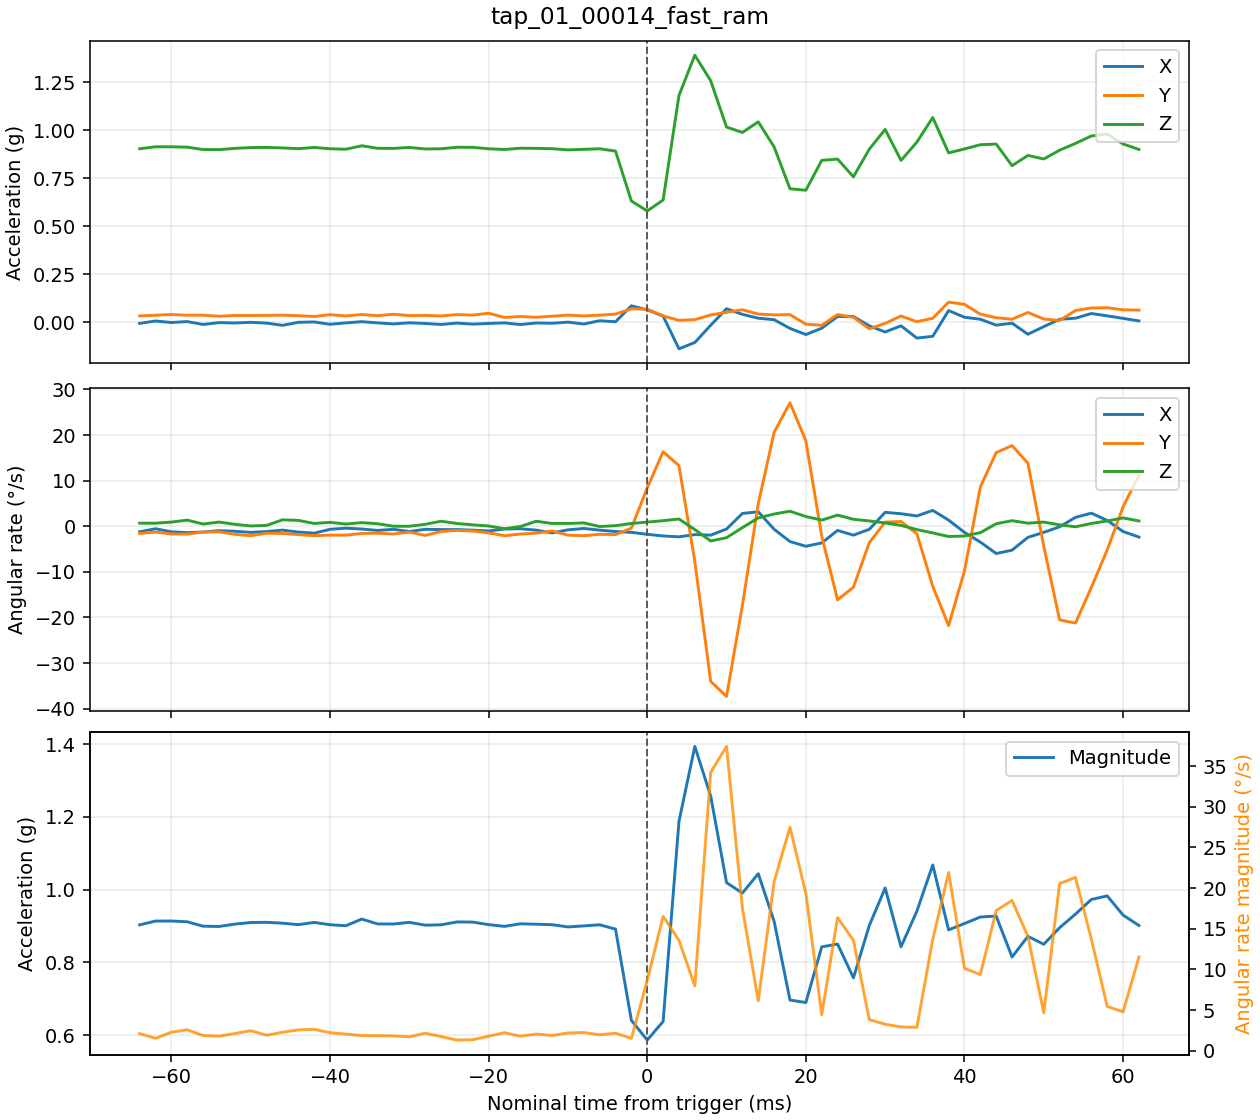 tap_01_00014_fast_ram
Acceleration (g)
1.25
1.00
0.75
0.50
0.25
0.00
X
Y
Z
Angular rate (°/s)
30
20
10
0
−10
−20
−30
−40
X
Y
Z
Acceleration (g)
1.4
1.2
1.0
0.8
0.6
Magnitude
35
30
25
20
15
10
5
0
Angular rate magnitude (°/s)
−60
−40
−20
0
20
40
60
Nominal time from trigger (ms)